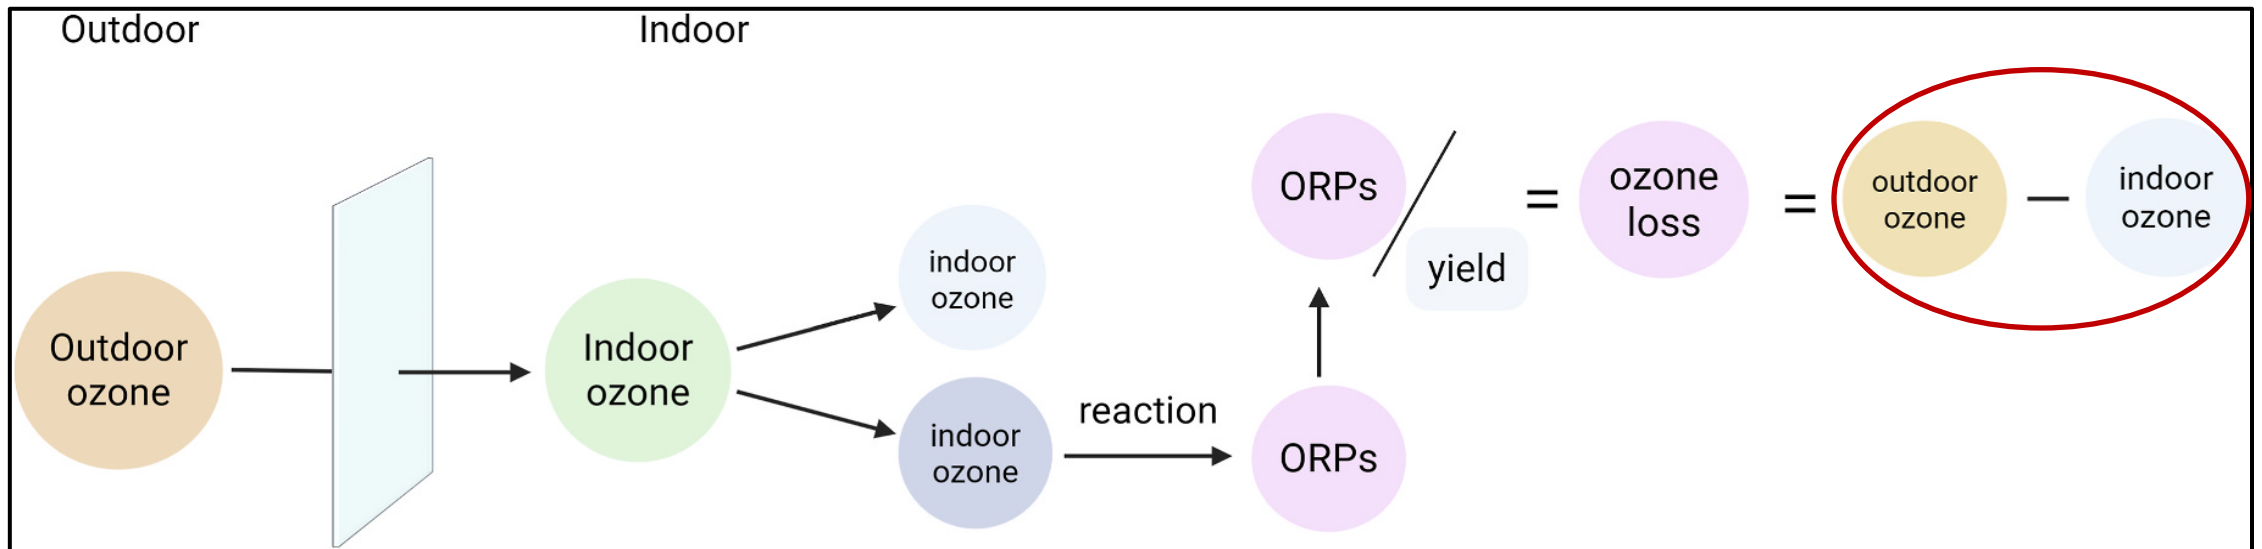 Outdoor
Indoor
Outdoor
ozone
Indoor
ozone
indoor
ozone
indoor
ozone
reaction
ORPs
ORPs
yield
=
ozone
loss
=
outdoor
ozone
—
indoor
ozone